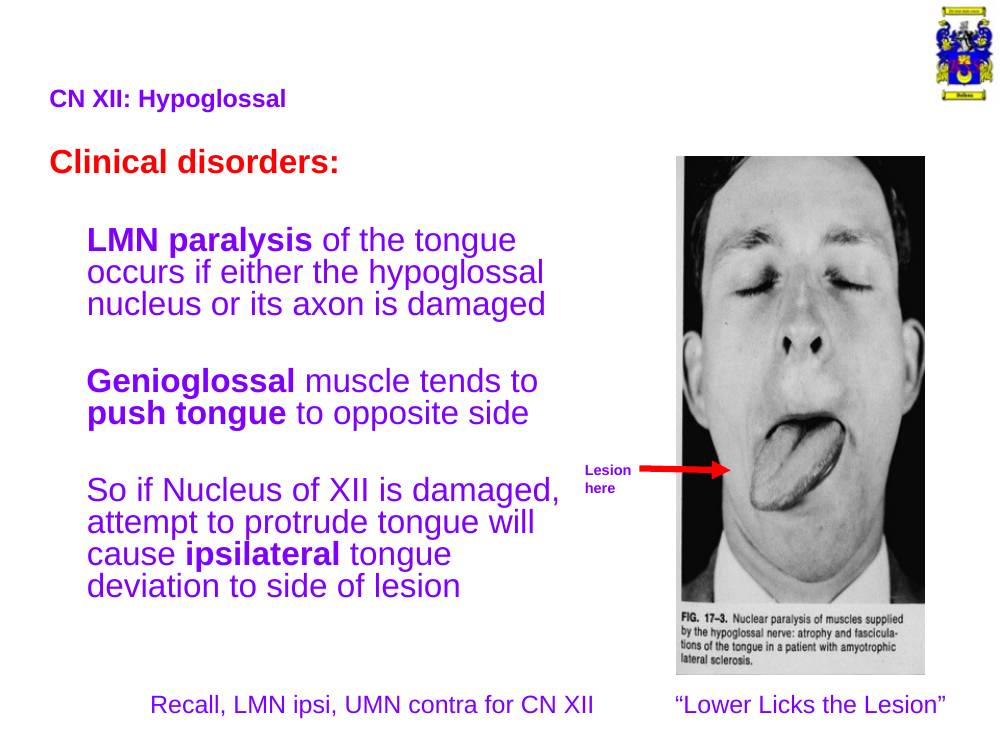 CN XII: Hypoglossal
Clinical disorders:
LMN paralysis of the tongue
occurs if either the hypoglossal
nucleus or its axon is damaged
Genioglossal muscle tends to
push tongue to opposite side
So if Nucleus of XII is damaged,
attempt to protrude tongue will
cause ipsilateral tongue
deviation to side of lesion
Lesion
here
FIG. 17–3. Nuclear paralysis of muscles supplied
by the hypoglossal nerve: atrophy and fascicula-
tions of the tongue in a patient with amyotrophic
lateral sclerosis.
Recall, LMN ipsi, UMN contra for CN XII
“Lower Licks the Lesion”